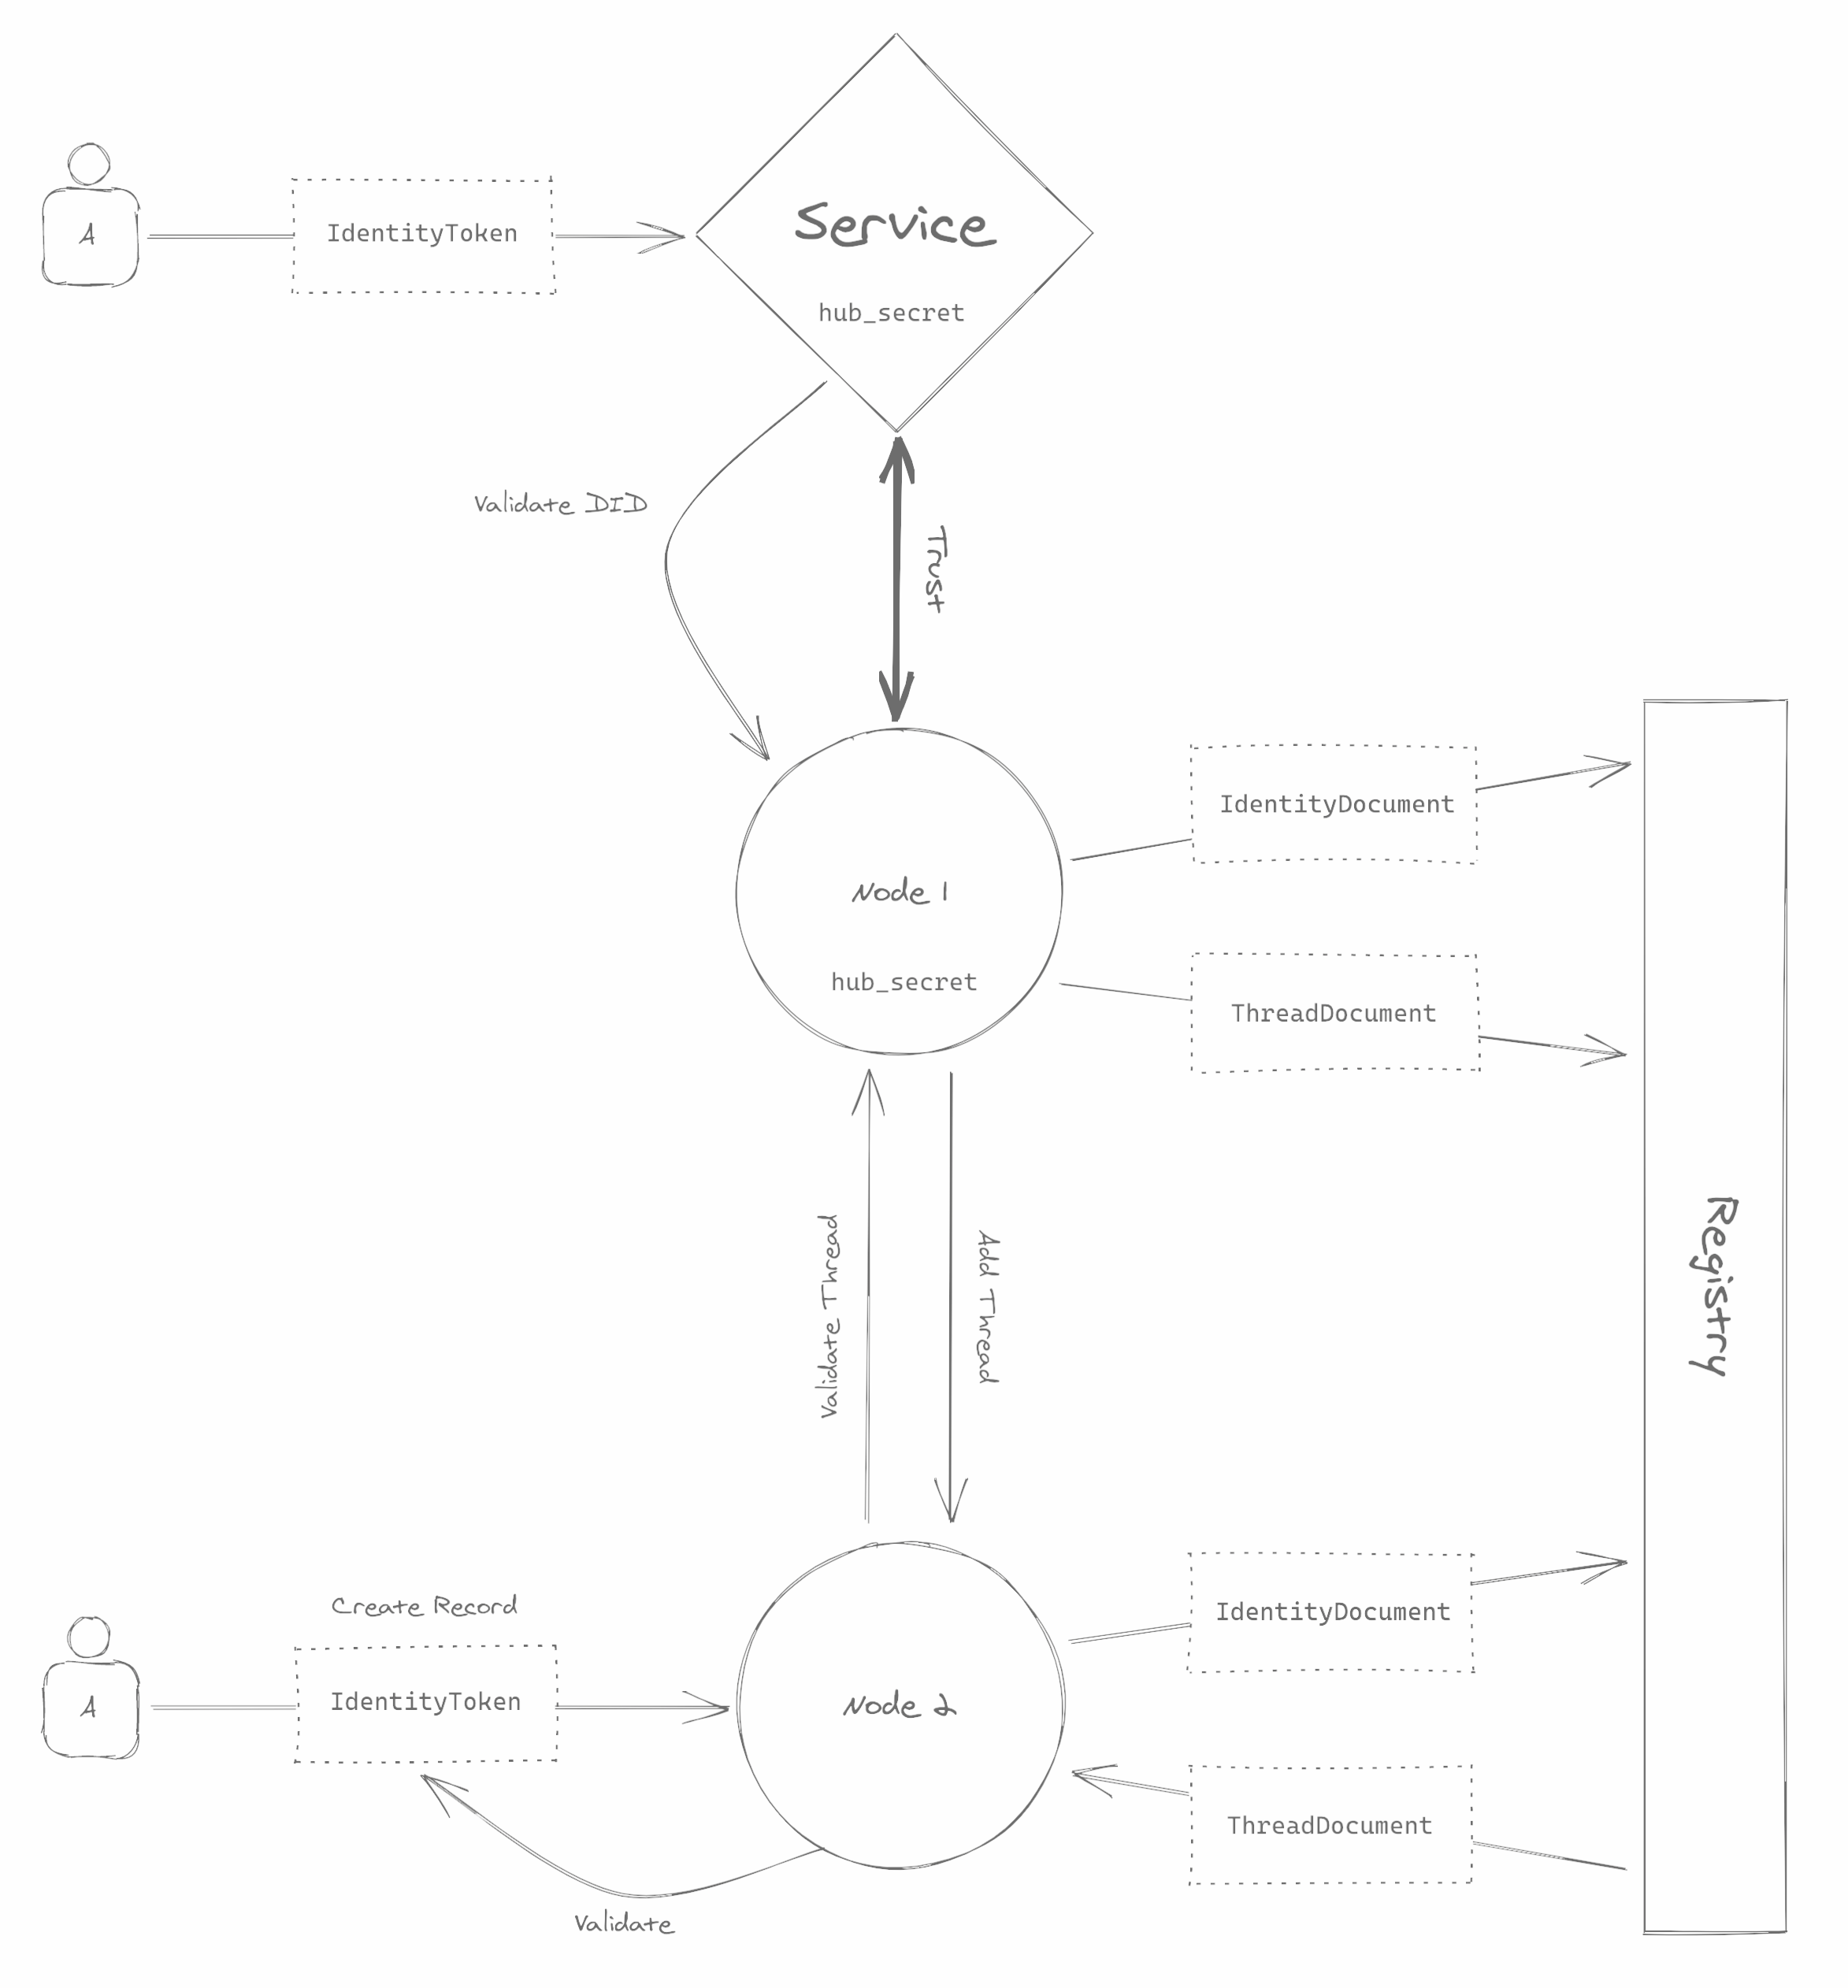 A
IdentityToken
Service
hub_secret
Validate DID
Trust
IdentityDocument
Node 1
hub_secret
ThreadDocument
Validate Thread
Add Thread
Registry
Create Record
IdentityDocument
A
IdentityToken
Node 2
ThreadDocument
Validate